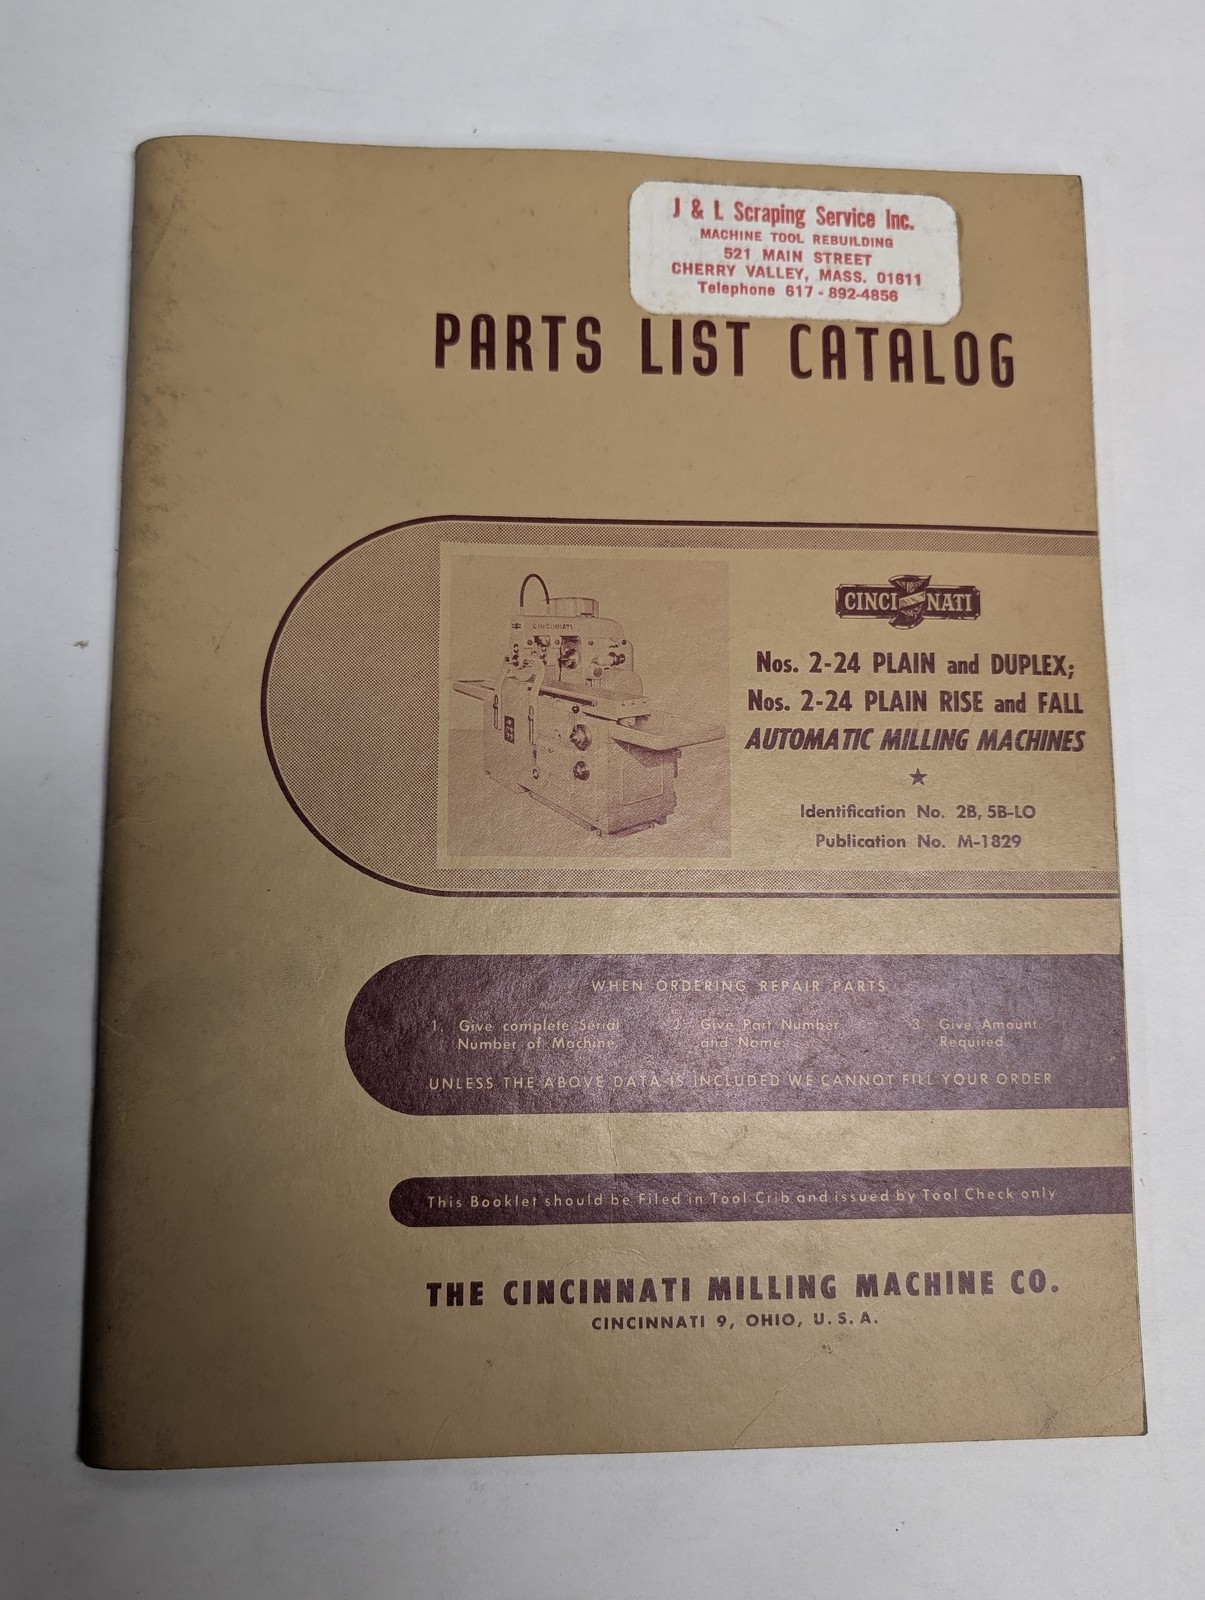 J & L Scraping Service Inc.
MACHINE TOOL REBUILDING
521 MAIN STREET
CHERRY VALLEY, MASS. 01611
Telephone 617-892-4856
PARTS LIST CATALOG
CINCINNATI
CINCINNATI
Nos. 2-24 PLAIN and DUPLEX;
Nos. 2-24 PLAIN RISE and FALL
AUTOMATIC MILLING MACHINES
Identification No. 2B, 5B-LO
Publication No. M-1829
WHEN ORDERING REPAIR PARTS
1. Give complete Serial 2. Give Part Number 3. Give Amount
Number of Machine and Name Required
UNLESS THE ABOVE DATA IS INCLUDED WE CANNOT FILL YOUR ORDER
This Booklet should be Filed in Tool Crib and issued by Tool Check only
THE CINCINNATI MILLING MACHINE CO.
CINCINNATI 9, OHIO, U. S. A.